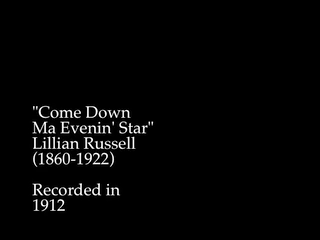 "Come Down
Ma Evenin' Star"
Lillian Russell
(1860-1922)
Recorded in
1912